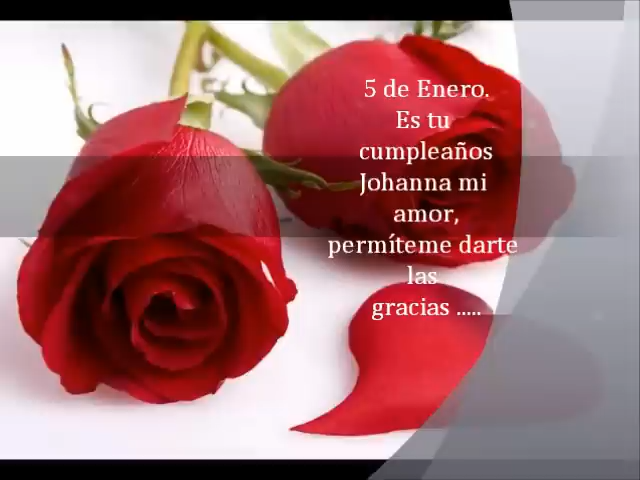 5 de Enero.
Es tu
cumpleaños
Johanna mi
amor,
permíteme darte
las
gracias .....